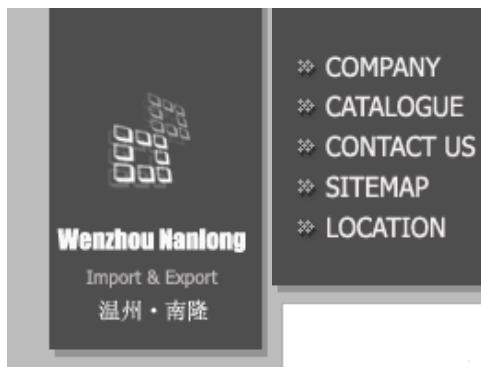 Wenzhou Nanlong
Import & Export
温州・南隆
COMPANY
CATALOGUE
CONTACT US
SITEMAP
LOCATION